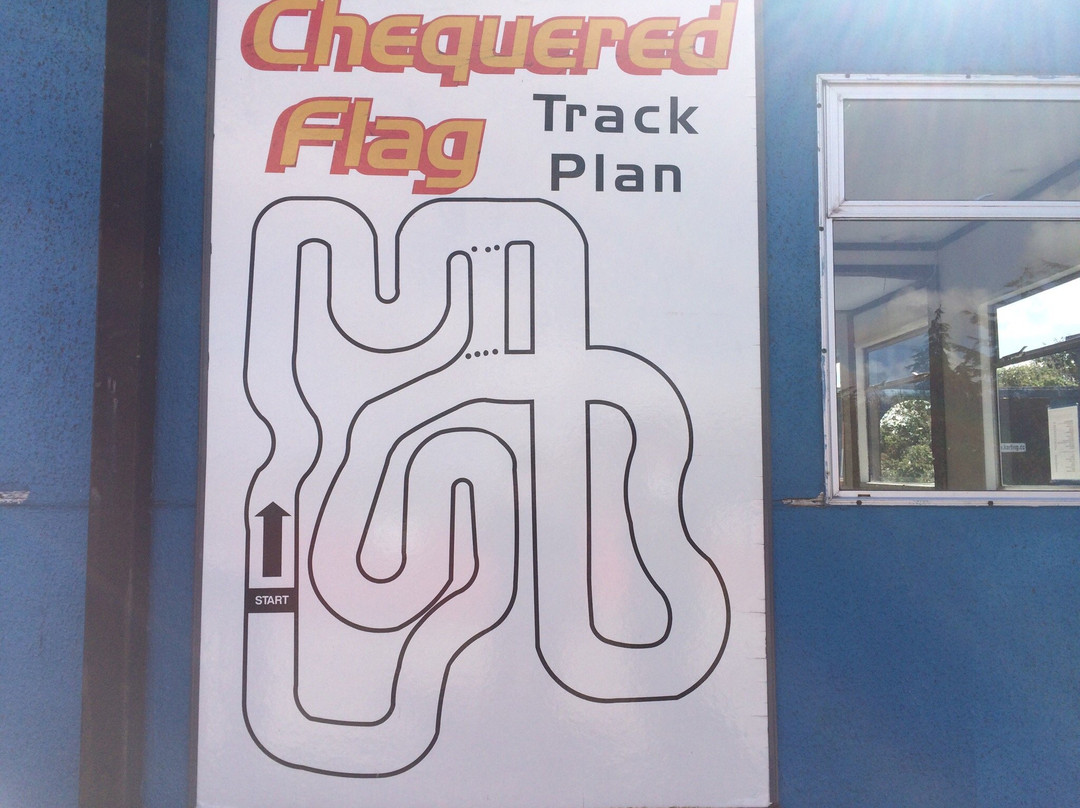 Chequered
Flag
Track
Plan
START